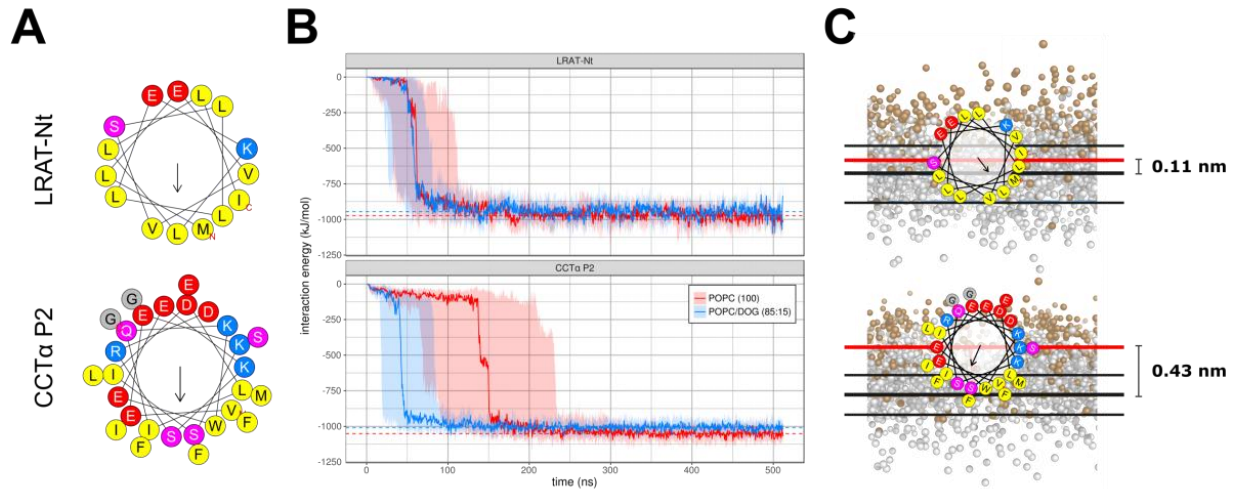 A
B
C
LRAT-Nt
E E L L
S
L K
L V
L I C
L L
V L M N
CCTα P2
E
G E E D D
G Q K
K S
R K
L I
E L M
E V F
I I S S W
F F
LRAT-Nt
0
-250
-500
-750
-1000
-1250
CCTα P2
0
-250
-500
-750
-1000
-1250
interaction energy (kJ/mol)
POPC (100)
POPC/DOG (85:15)
0 100 200 300 400 500
time (ns)
E E L L K
V
I
S L
L M
L L L V
0.11 nm
G G
Q E E E
R D D
L I K
E K S
E K
I I L M
F S S W V F
F
0.43 nm